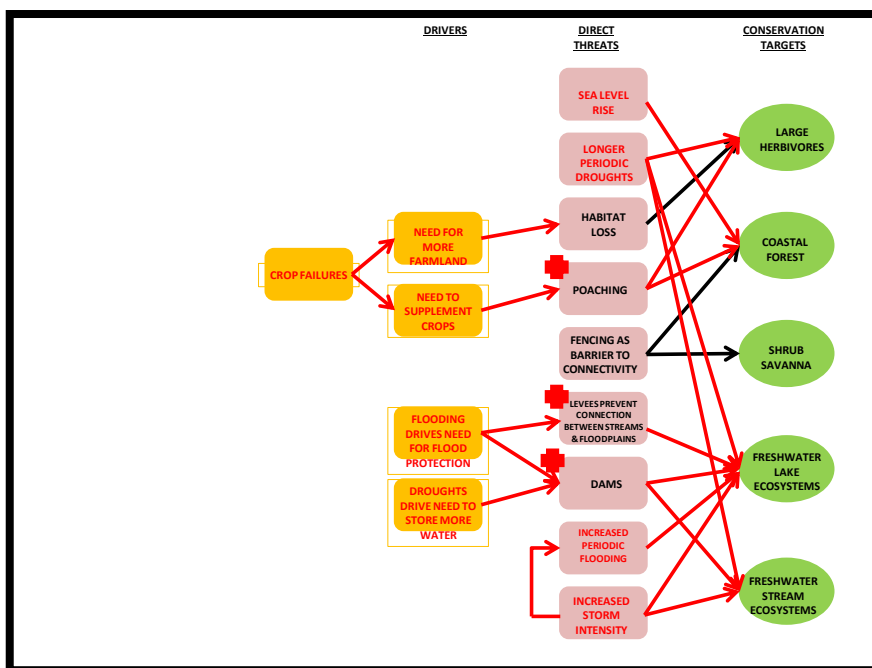 DRIVERS
DIRECT
THREATS
CONSERVATION
TARGETS
SEA LEVEL
RISE
LONGER
PERIODIC
DROUGHTS
HABITAT
LOSS
POACHING
FENCING AS
BARRIER TO
CONNECTIVITY
LEVEES PREVENT
CONNECTION
BETWEEN STREAMS
& FLOODPLAINS
DAMS
INCREASED
PERIODIC
FLOODING
INCREASED
STORM
INTENSITY
CROP FAILURES
NEED FOR
MORE
FARMLAND
NEED TO
SUPPLEMENT
CROPS
FLOODING
DRIVES NEED
FOR FLOOD
PROTECTION
DROUGHTS
DRIVE NEED TO
STORE MORE
WATER
LARGE
HERBIVORES
COASTAL
FOREST
SHRUB
SAVANNA
FRESHWATER
LAKE
ECOSYSTEMS
FRESHWATER
STREAM
ECOSYSTEMS